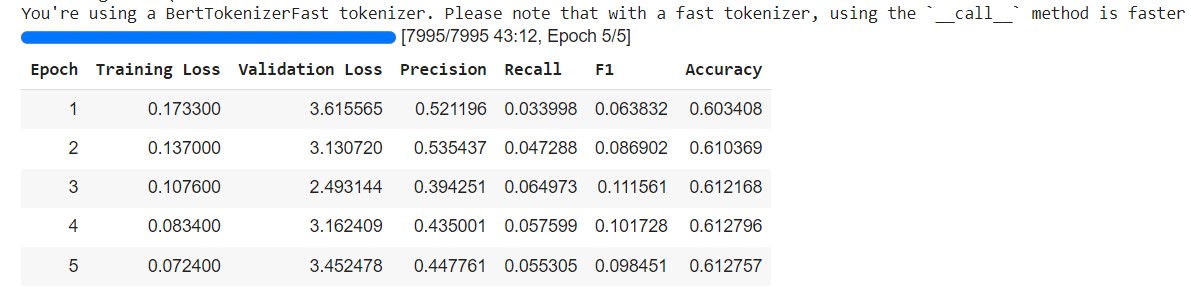 You're using a BertTokenizerFast tokenizer. Please note that with a fast tokenizer, using the `__call__` method is faster
[7995/7995 43:12, Epoch 5/5]
Epoch Training Loss Validation Loss Precision Recall F1 Accuracy
1 0.173300 3.615565 0.521196 0.033998 0.063832 0.603408
2 0.137000 3.130720 0.535437 0.047288 0.086902 0.610369
3 0.107600 2.493144 0.394251 0.064973 0.111561 0.612168
4 0.083400 3.162409 0.435001 0.057599 0.101728 0.612796
5 0.072400 3.452478 0.447761 0.055305 0.098451 0.612757